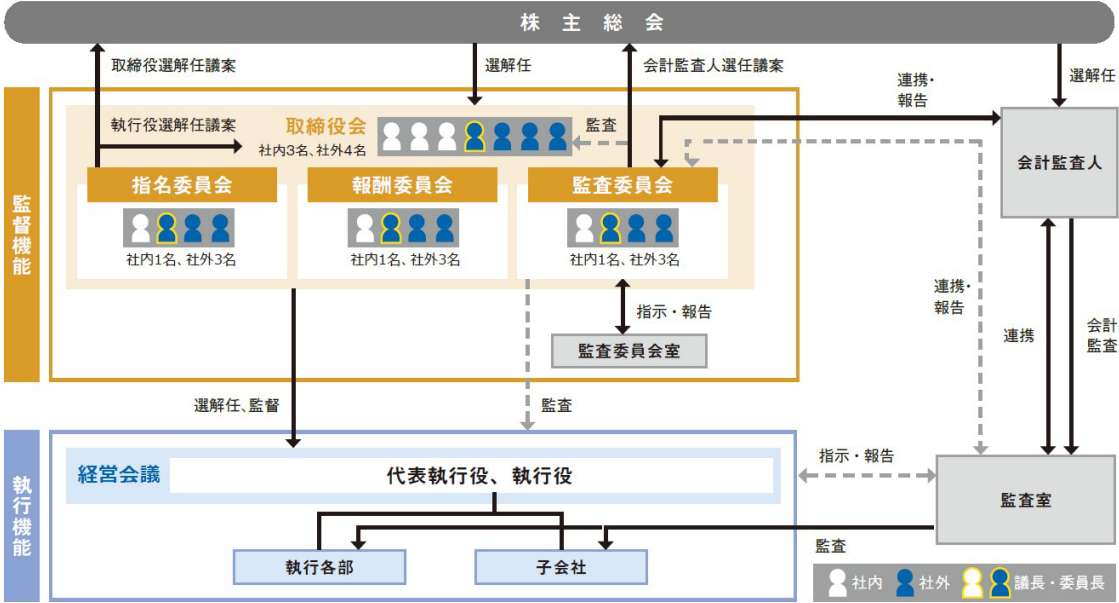 株主総会
取締役選解任議案
選解任
会計監査人選任議案
連携・
報告
選解任
監督機能
執行役選解任議案
取締役会
社内3名、社外4名
監査
会計監査人
指名委員会
報酬委員会
監査委員会
社内1名、社外3名
社内1名、社外3名
社内1名、社外3名
指示・報告
監査委員会室
連携・
報告
連携
会計
監査
選解任、監督
監査
執行機能
経営会議
代表執行役、執行役
指示・報告
監査室
執行各部
子会社
監査
社内
社外
議長・委員長